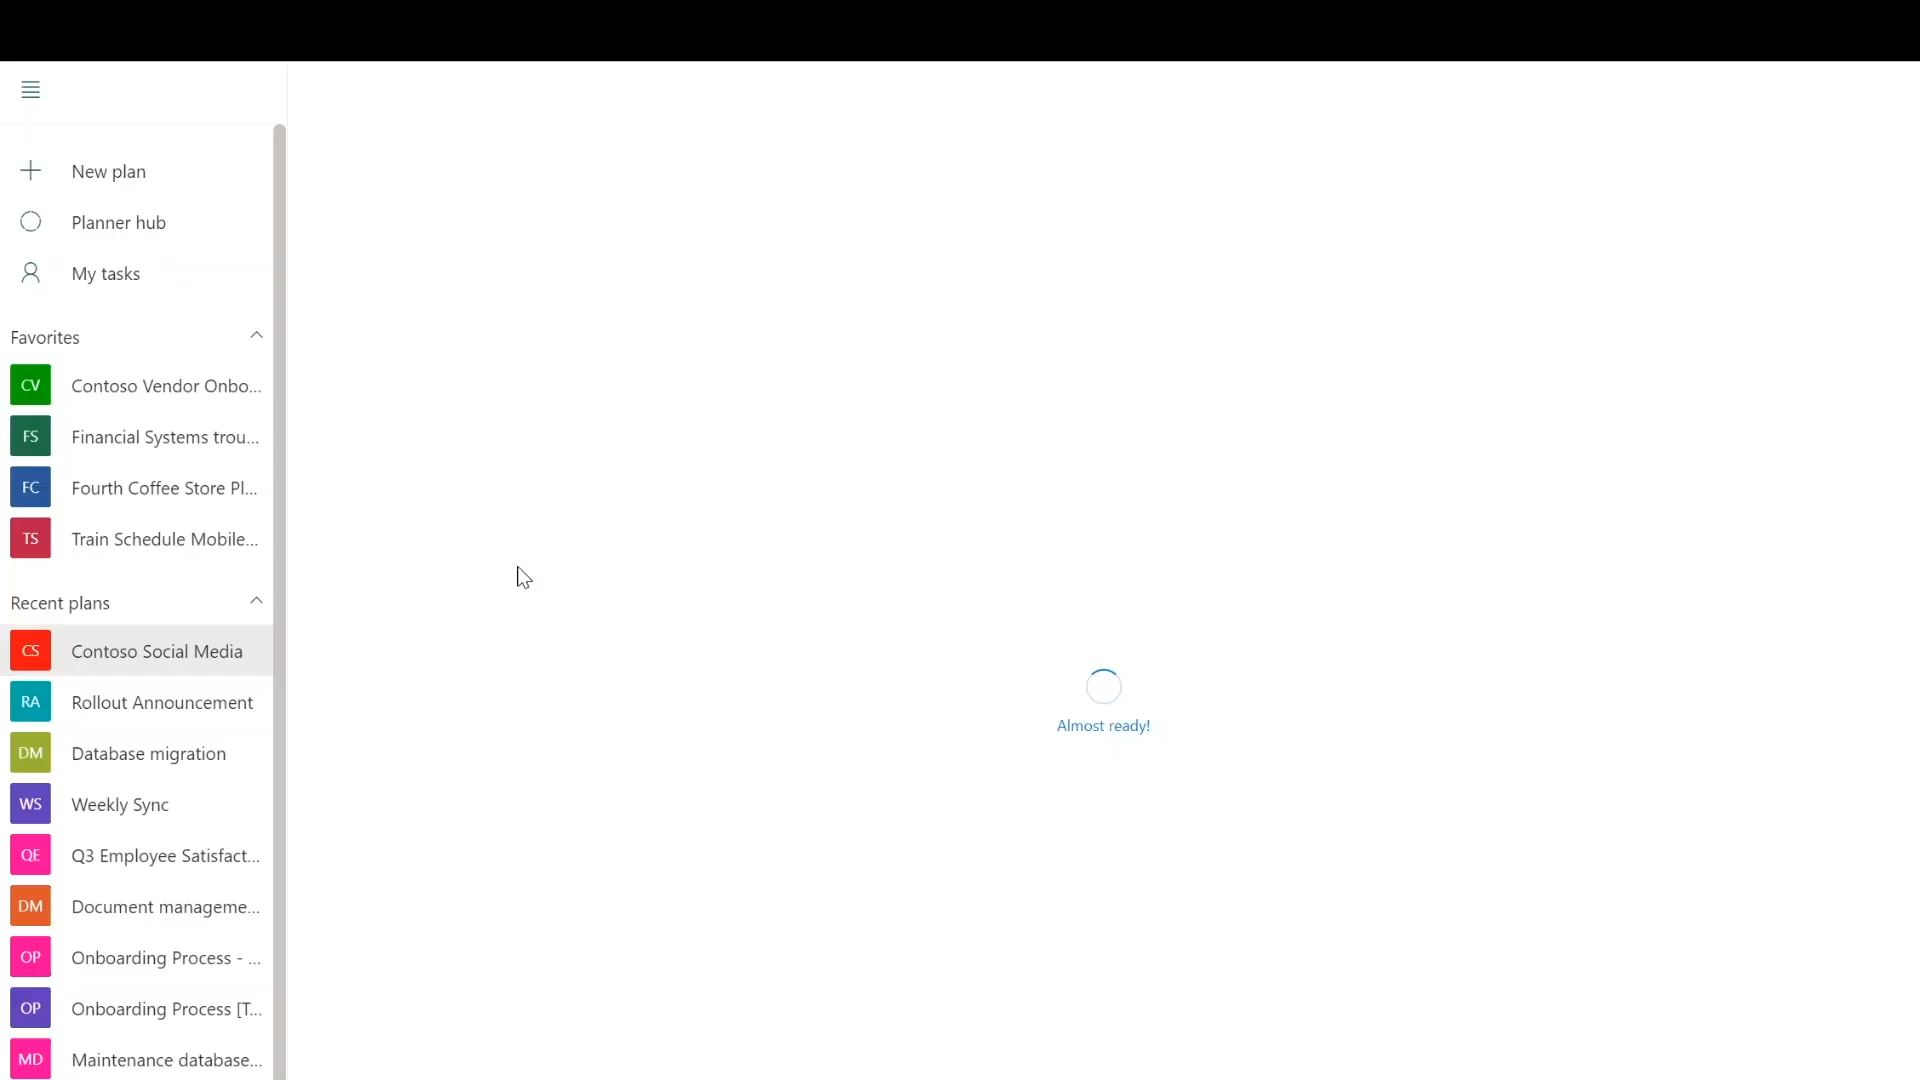 New plan
Planner hub
My tasks
Favorites
CV Contoso Vendor Onbo...
FS Financial Systems trou...
FC Fourth Coffee Store Pl...
TS Train Schedule Mobile...
Recent plans
CS Contoso Social Media
RA Rollout Announcement
DM Database migration
WS Weekly Sync
QE Q3 Employee Satisfact...
DM Document manageme...
OP Onboarding Process - ...
OP Onboarding Process [T...
MD Maintenance database...
Almost ready!